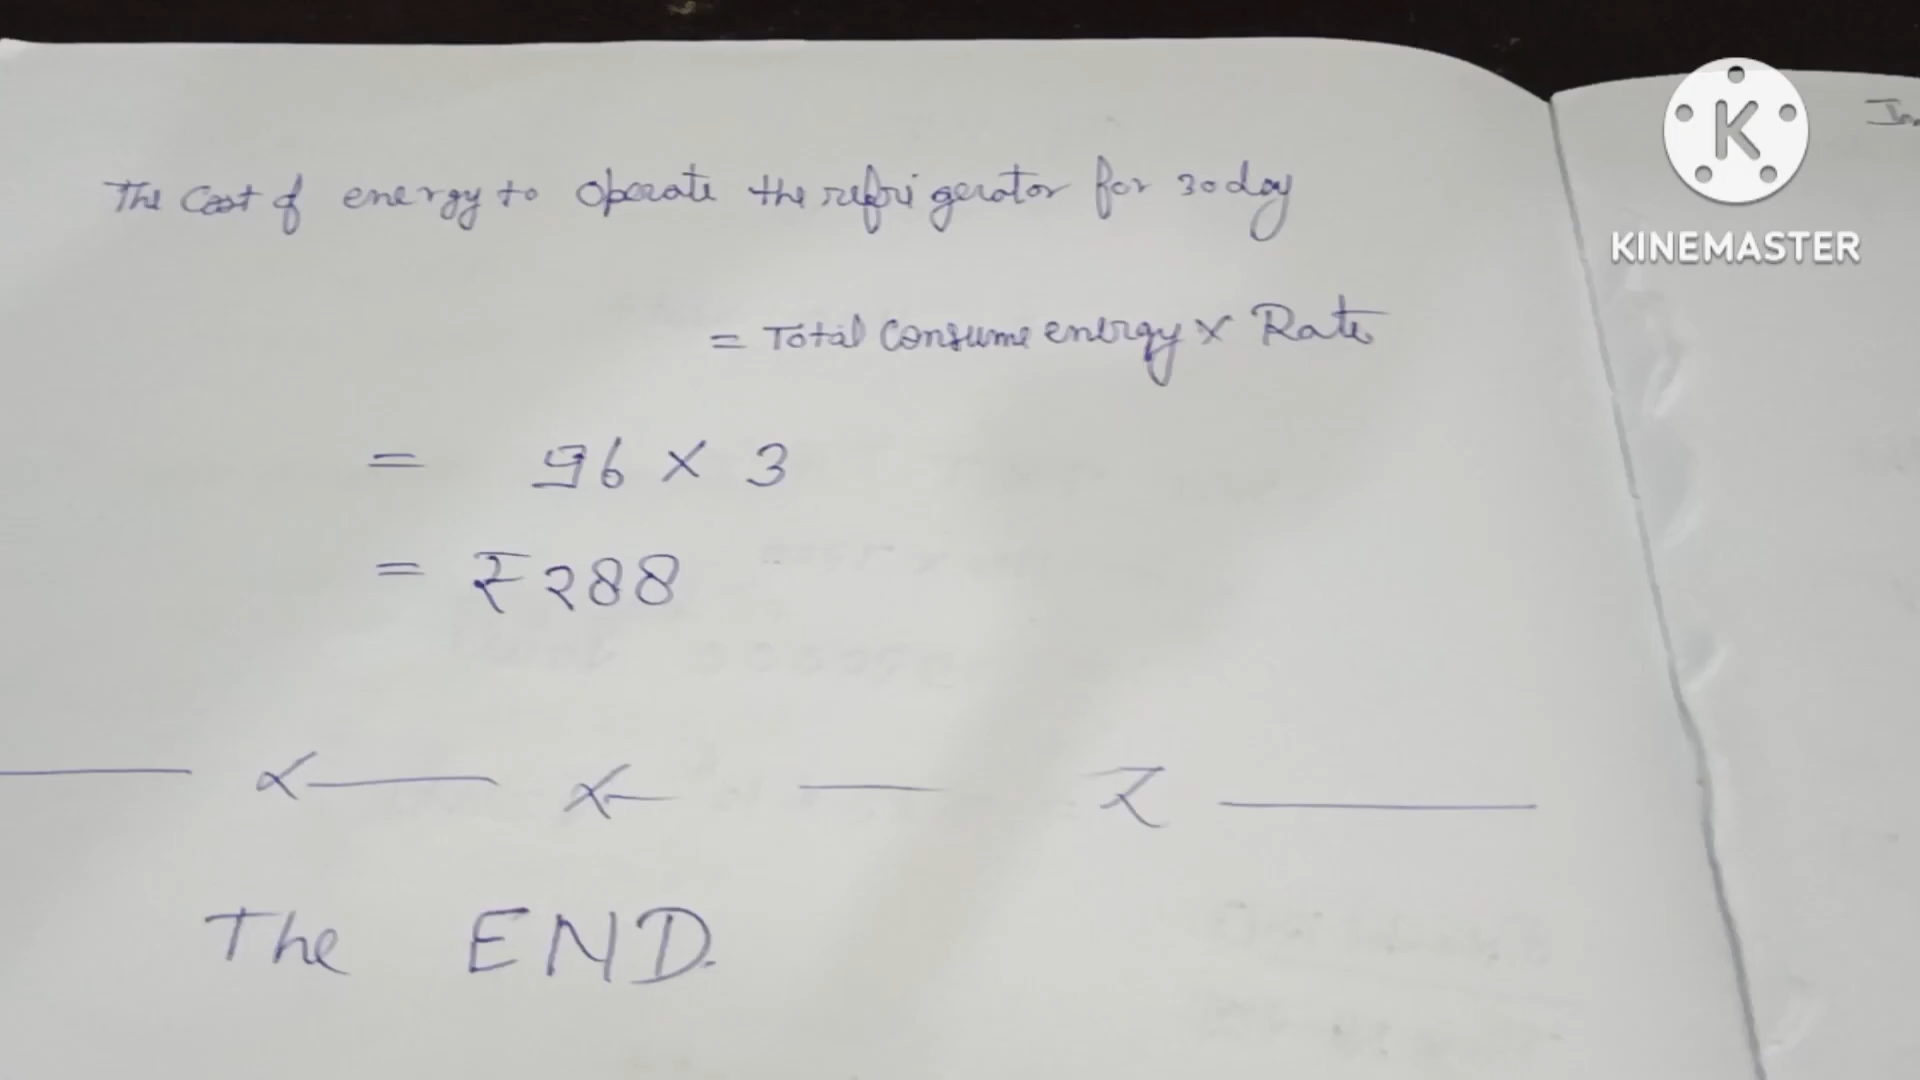 The Cost of energy to operate the refrigerator for 30 day
= Total Consume energy × Rate
= 96 × 3
= ₹ 288
The END.
K
KINEMASTER